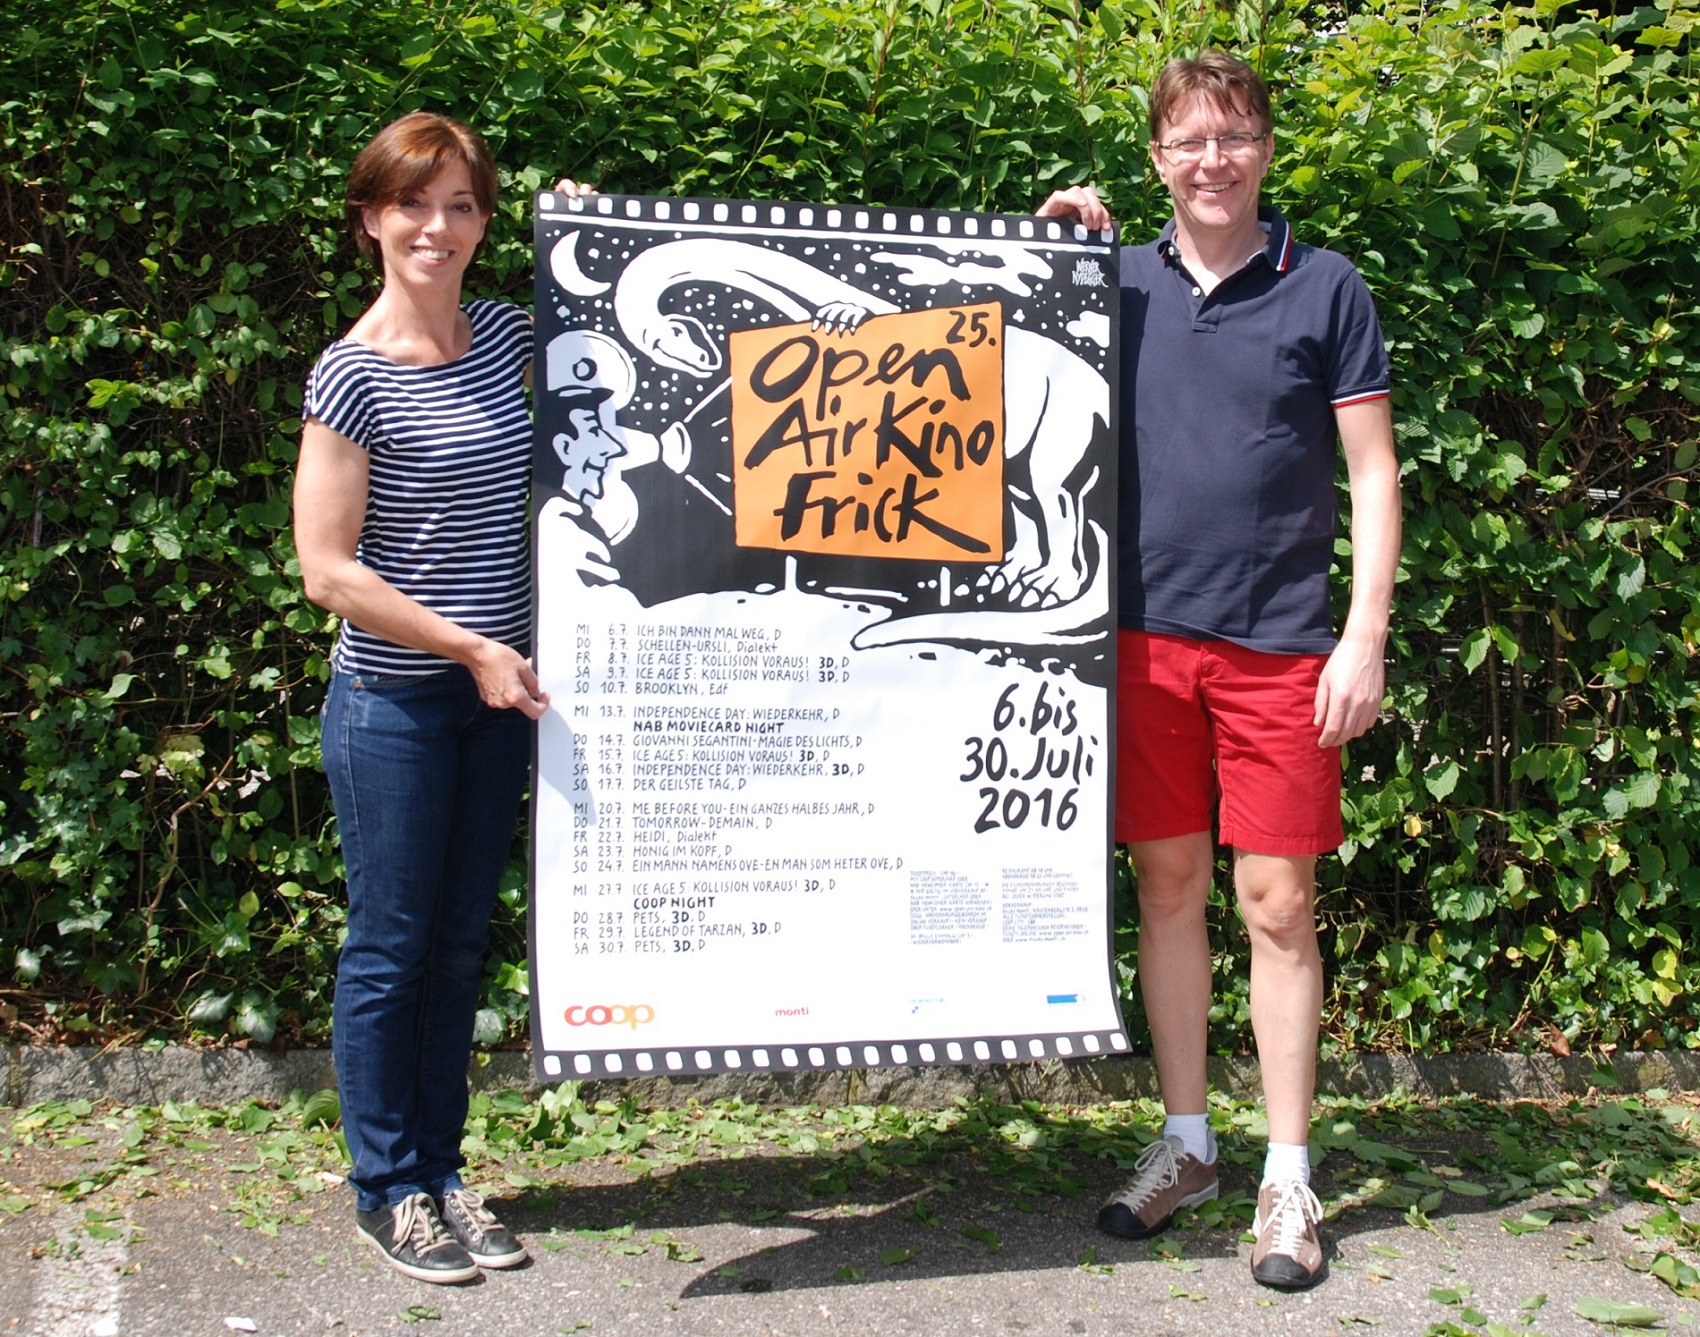 WERNER
25.
Open
Air Kino
Frick
MI 6.7. ICH BIN DANN MAL WEG, D
DO 7.7. SCHELLEN-URSLI, Dialekt
FR 8.7. ICE AGE 5: KOLLISION VORAUS! 3D, D
SA 9.7. ICE AGE 5: KOLLISION VORAUS! 3D, D
SO 10.7. BROOKLYN, Edf
MI 13.7. INDEPENDENCE DAY: WIEDERKEHR, D
NAB MOVIECARD NIGHT
DO 14.7. GIOVANNI SEGANTINI-MAGIE DES LICHTS, D
FR 15.7. ICE AGE 5: KOLLISION VORAUS! 3D, D
SA 16.7. INDEPENDENCE DAY: WIEDERKEHR, 3D, D
SO 17.7. DER GEILSTE TAG, D
MI 20.7. ME BEFORE YOU-EIN GANZES HALBES JAHR, D
DO 21.7. TOMORROW-DEMAIN, D
FR 22.7. HEIDI, Dialekt
SA 23.7. HONIG IM KOPF, D
SO 24.7. EIN MANN NAMENS OVE-EN MAN SOM HETER OVE, D
MI 27.7 ICE AGE 5: KOLLISION VORAUS! 3D, D
COOP NIGHT
DO 28.7. PETS, 3D, D
FR 29.7. LEGEND OF TARZAN, 3D, D
SA 30.7. PETS, 3D, D
6. bis
30. Juli
2016
coop
monti